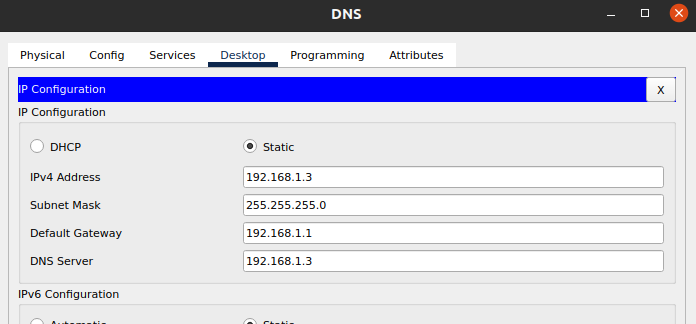 DNS
Physical Config Services Desktop Programming Attributes
IP Configuration X
IP Configuration
DHCP Static
IPv4 Address 192.168.1.3
Subnet Mask 255.255.255.0
Default Gateway 192.168.1.1
DNS Server 192.168.1.3
IPv6 Configuration
Automatic Static